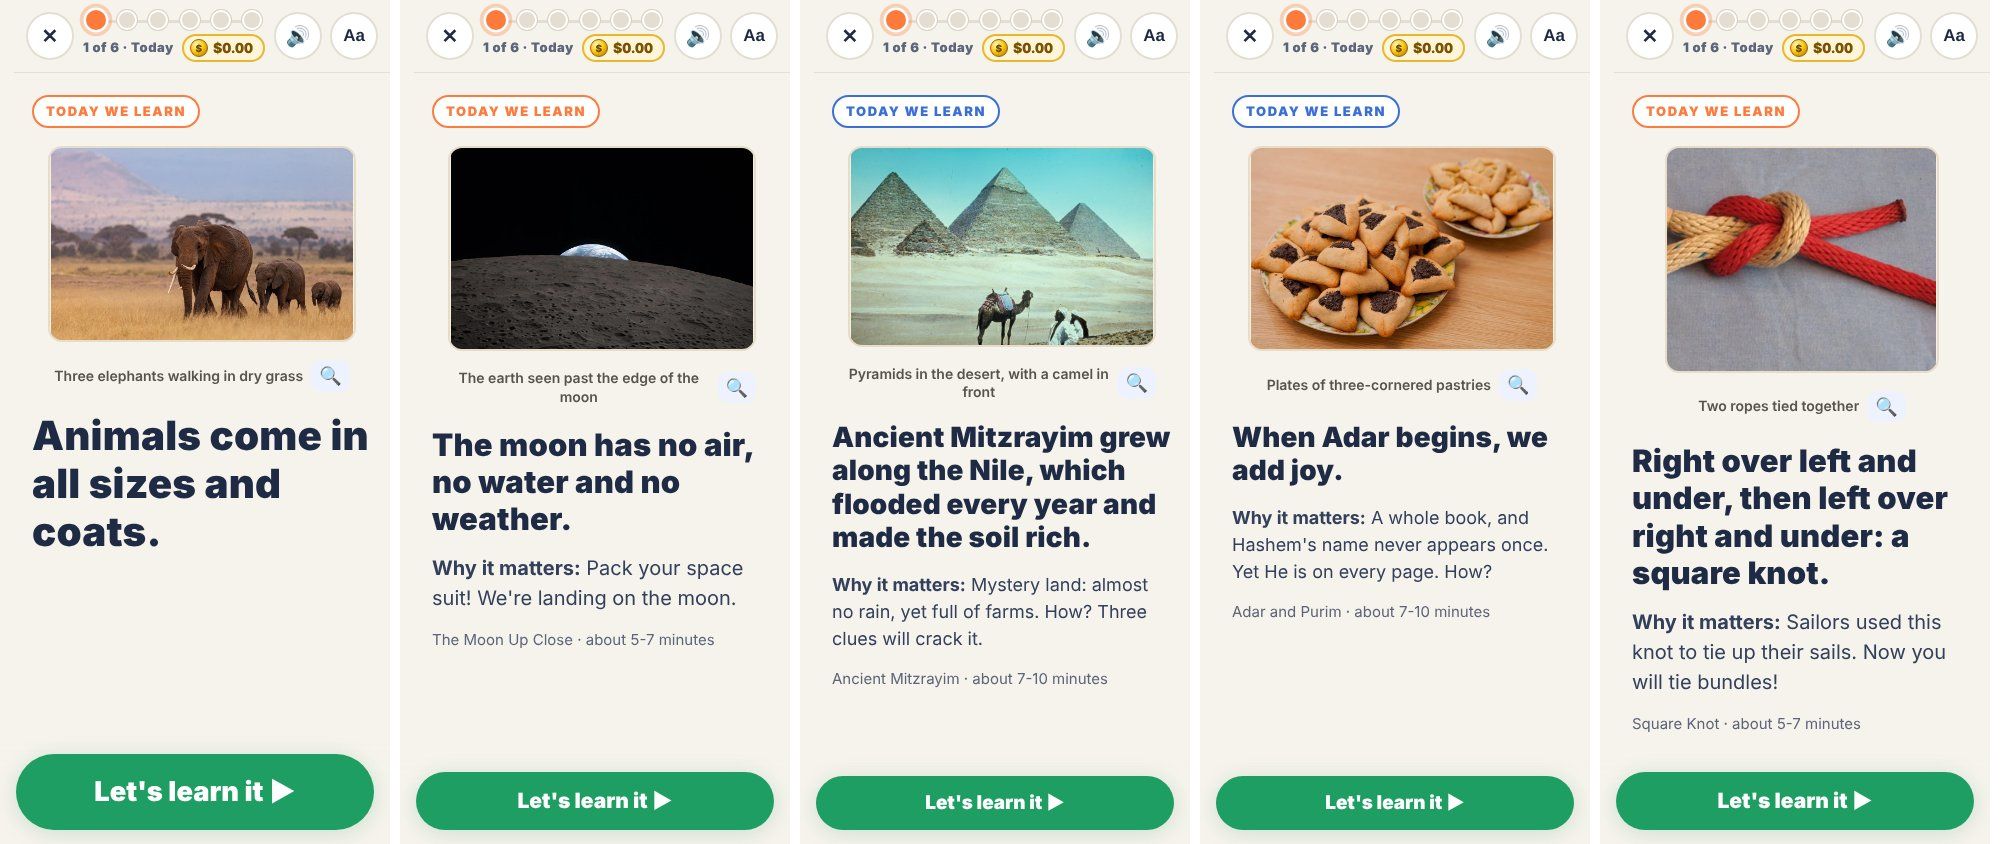 ✕
1 of 6 · Today
$ $0.00
Aa
TODAY WE LEARN
Three elephants walking in dry grass
Animals come in
all sizes and
coats.
Let's learn it ▶
✕
1 of 6 · Today
$ $0.00
Aa
TODAY WE LEARN
The earth seen past the edge of the
moon
The moon has no air,
no water and no
weather.
Why it matters: Pack your space
suit! We're landing on the moon.
The Moon Up Close · about 5-7 minutes
Let's learn it ▶
✕
1 of 6 · Today
$ $0.00
Aa
TODAY WE LEARN
Pyramids in the desert, with a camel in
front
Ancient Mitzrayim grew
along the Nile, which
flooded every year and
made the soil rich.
Why it matters: Mystery land: almost
no rain, yet full of farms. How? Three
clues will crack it.
Ancient Mitzrayim · about 7-10 minutes
Let's learn it ▶
✕
1 of 6 · Today
$ $0.00
Aa
TODAY WE LEARN
Plates of three-cornered pastries
When Adar begins, we
add joy.
Why it matters: A whole book, and
Hashem's name never appears once.
Yet He is on every page. How?
Adar and Purim · about 7-10 minutes
Let's learn it ▶
✕
1 of 6 · Today
$ $0.00
Aa
TODAY WE LEARN
Two ropes tied together
Right over left and
under, then left over
right and under: a
square knot.
Why it matters: Sailors used this
knot to tie up their sails. Now you
will tie bundles!
Square Knot · about 5-7 minutes
Let's learn it ▶